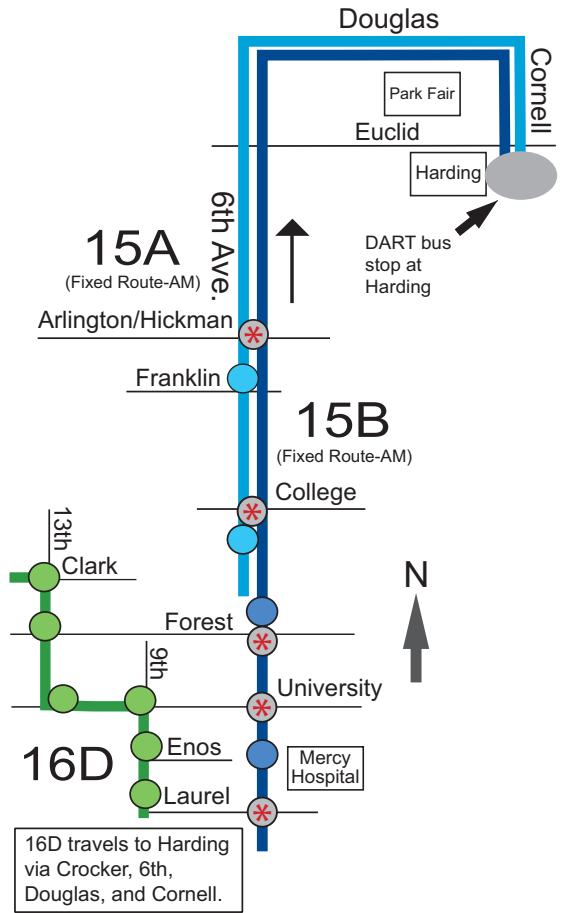 Douglas
Cornell
Park Fair
Euclid
Harding
6th Ave.
15A
(Fixed Route-AM)
DART bus
stop at
Harding
Arlington/Hickman
Franklin
15B
(Fixed Route-AM)
College
13th
Clark
N
Forest
9th
University
16D
Enos
Mercy
Hospital
Laurel
16D travels to Harding
via Crocker, 6th,
Douglas, and Cornell.